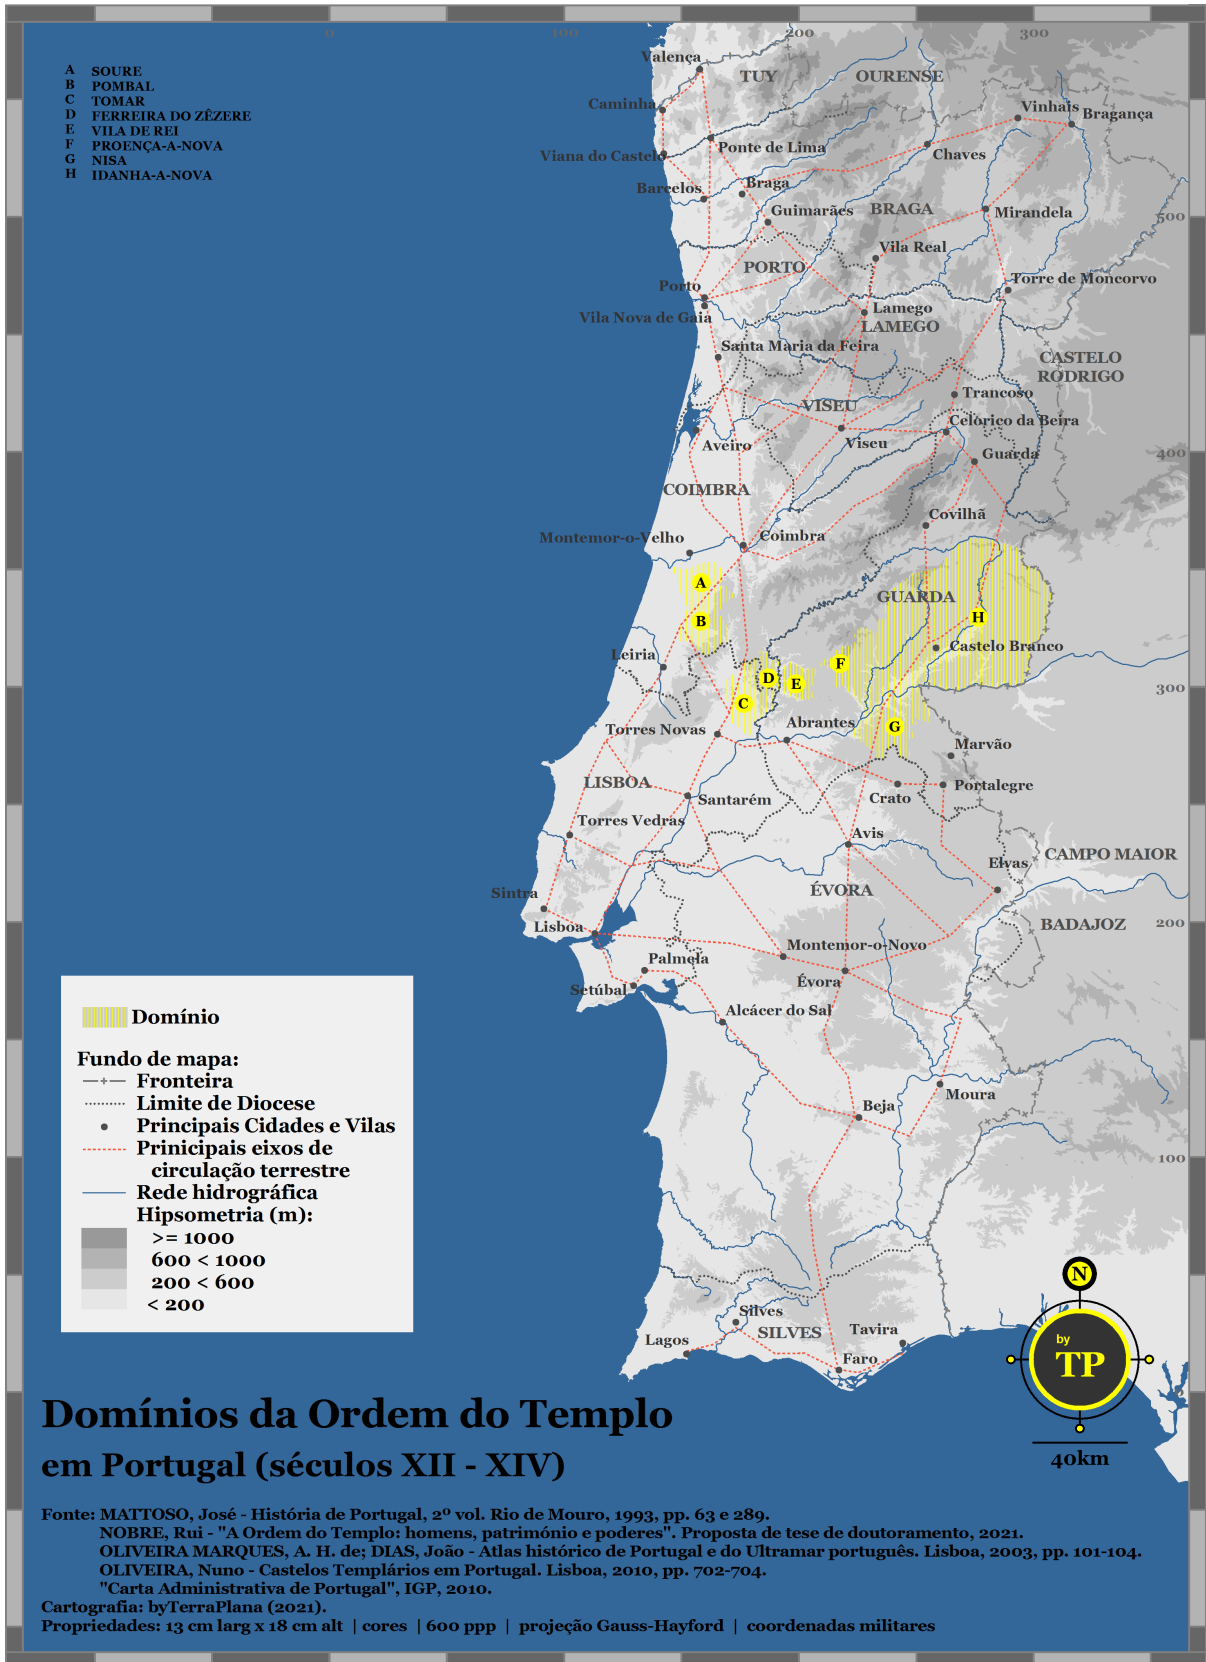 0 100 200 300
A SOURE
B POMBAL
C TOMAR
D FERREIRA DO ZÊZERE
E VILA DE REI
F PROENÇA-A-NOVA
G NISA
H IDANHA-A-NOVA
Valença
TUY
OURENSE
Caminha
Vinhais
Bragança
Viana do Castelo
Ponte de Lima
Chaves
Barcelos
Braga
Guimarães
BRAGA
Mirandela
500
Vila Real
PORTO
Porto
Torre de Moncorvo
Vila Nova de Gaia
Lamego
LAMEGO
Santa Maria da Feira
CASTELO
RODRIGO
Trancoso
VISEU
Celorico da Beira
Aveiro
Viseu
Guarda
400
COIMBRA
Covilhã
Montemor-o-Velho
Coimbra
A
GUARDA
B
H
Leiria
Castelo Branco
F
D
E
300
C
Torres Novas
Abrantes
G
Marvão
LISBOA
Portalegre
Santarém
Crato
Torres Vedras
Avis
CAMPO MAIOR
Elvas
ÉVORA
Sintra
200
Lisboa
BADAJOZ
Montemor-o-Novo
Palmela
Setúbal
Évora
Alcácer do Sal
Moura
Beja
100
Silves
SILVES
Tavira
Lagos
Faro
Domínio
Fundo de mapa:
Fronteira
Limite de Diocese
Principais Cidades e Vilas
Prinicipais eixos de
circulação terrestre
Rede hidrográfica
Hipsometria (m):
>= 1000
600 < 1000
200 < 600
< 200
N
by
TP
40km
0
Domínios da Ordem do Templo
em Portugal (séculos XII - XIV)
Fonte: MATTOSO, José - História de Portugal, 2º vol. Rio de Mouro, 1993, pp. 63 e 289.
NOBRE, Rui - "A Ordem do Templo: homens, património e poderes". Proposta de tese de doutoramento, 2021.
OLIVEIRA MARQUES, A. H. de; DIAS, João - Atlas histórico de Portugal e do Ultramar português. Lisboa, 2003, pp. 101-104.
OLIVEIRA, Nuno - Castelos Templários em Portugal. Lisboa, 2010, pp. 702-704.
"Carta Administrativa de Portugal", IGP, 2010.
Cartografia: byTerraPlana (2021).
Propriedades: 13 cm larg x 18 cm alt | cores | 600 ppp | projeção Gauss-Hayford | coordenadas militares